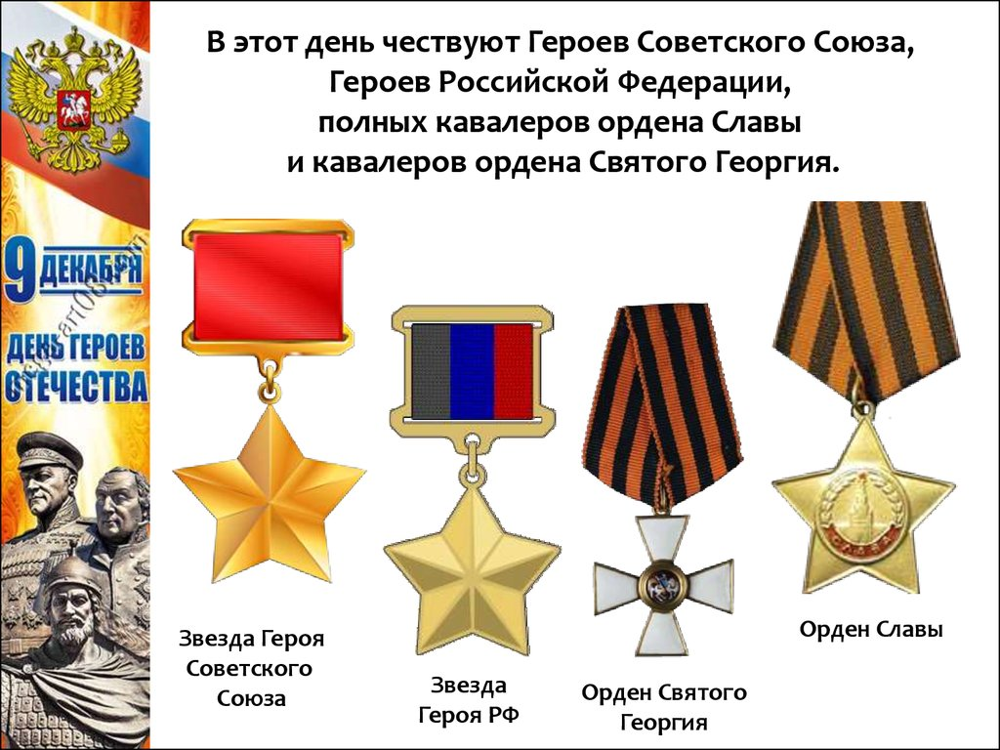 В этот день чествуют Героев Советского Союза,
Героев Российской Федерации,
полных кавалеров ордена Славы
и кавалеров ордена Святого Георгия.
9 ДЕКАБРЯ
ДЕНЬ ГЕРОЕВ
ОТЕЧЕСТВА
Звезда Героя
Советского
Союза
Звезда
Героя РФ
Орден Святого
Георгия
Орден Славы